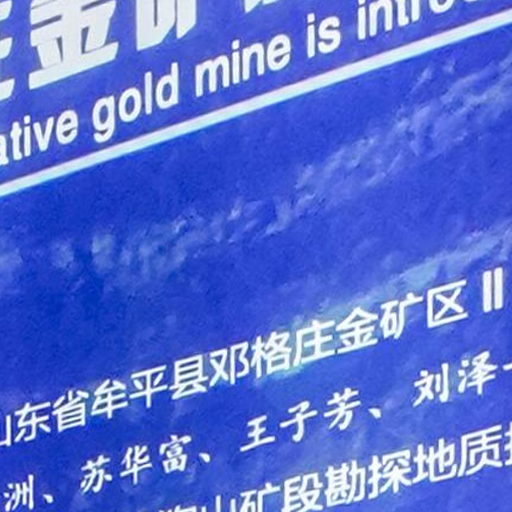 金矿
ative gold mine is intro
山东省牟平县邓格庄金矿区 II
洲、苏华富、王子芳、刘泽
山矿段勘探地质